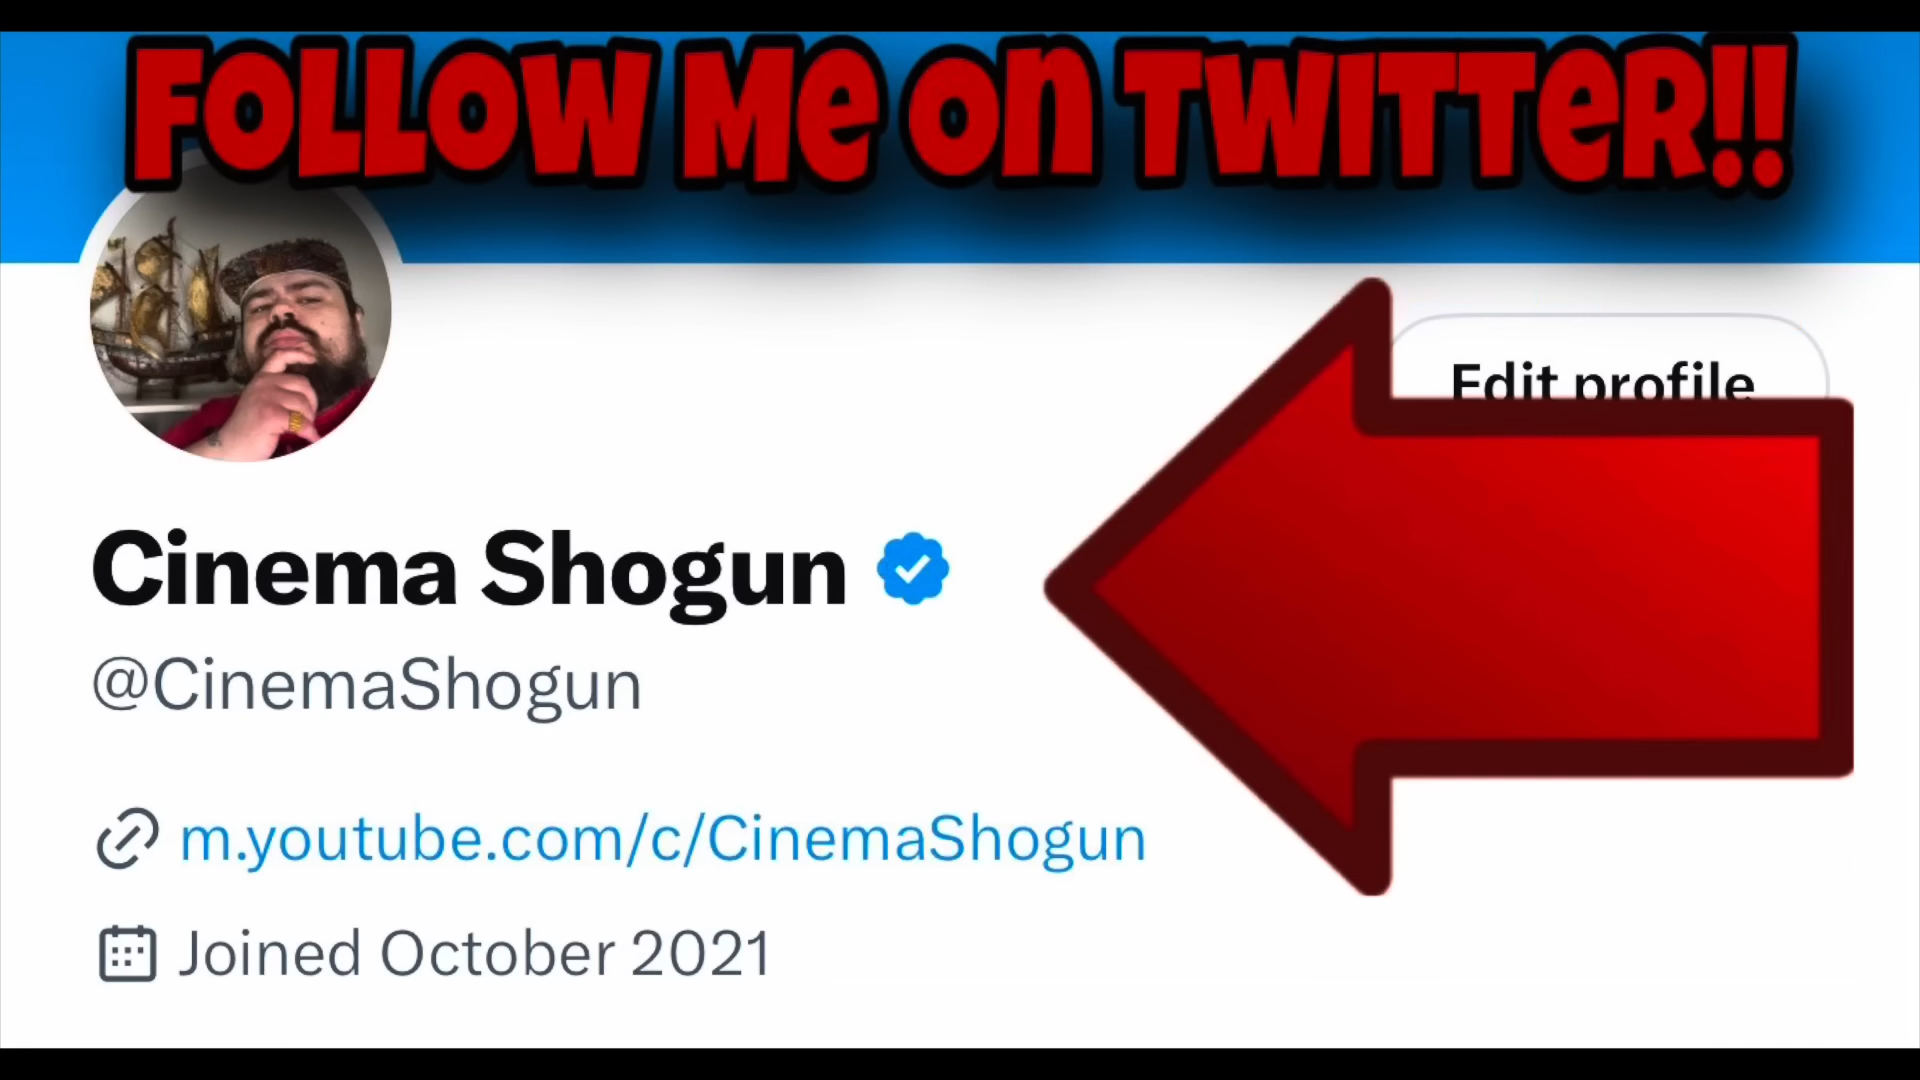 FOLLOW Me on TWITTeR!!
Edit profile
Cinema Shogun
@CinemaShogun
m.youtube.com/c/CinemaShogun
Joined October 2021